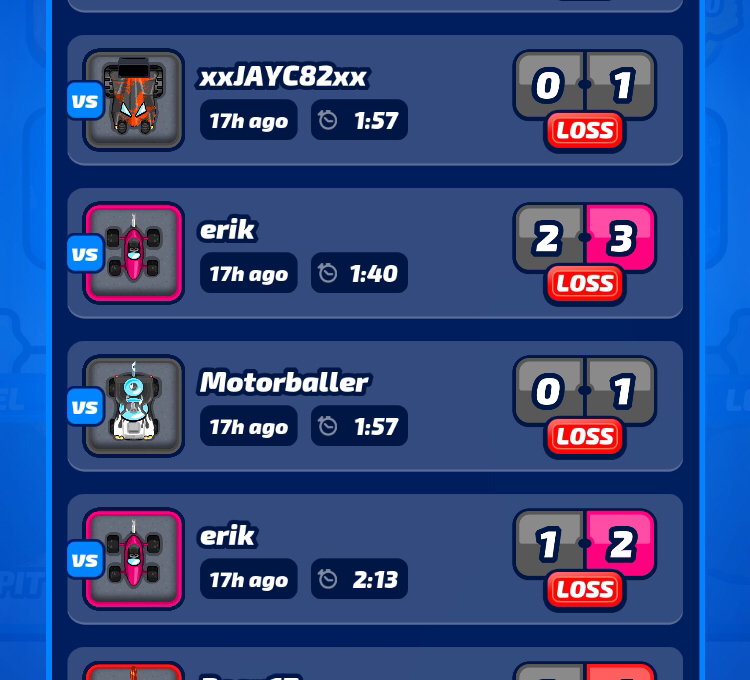 vs
xxJAYC82xx
17h ago 1:57
0 1
LOSS
vs
erik
17h ago 1:40
2 3
LOSS
vs
Motorballer
17h ago 1:57
0 1
LOSS
vs
erik
17h ago 2:13
1 2
LOSS